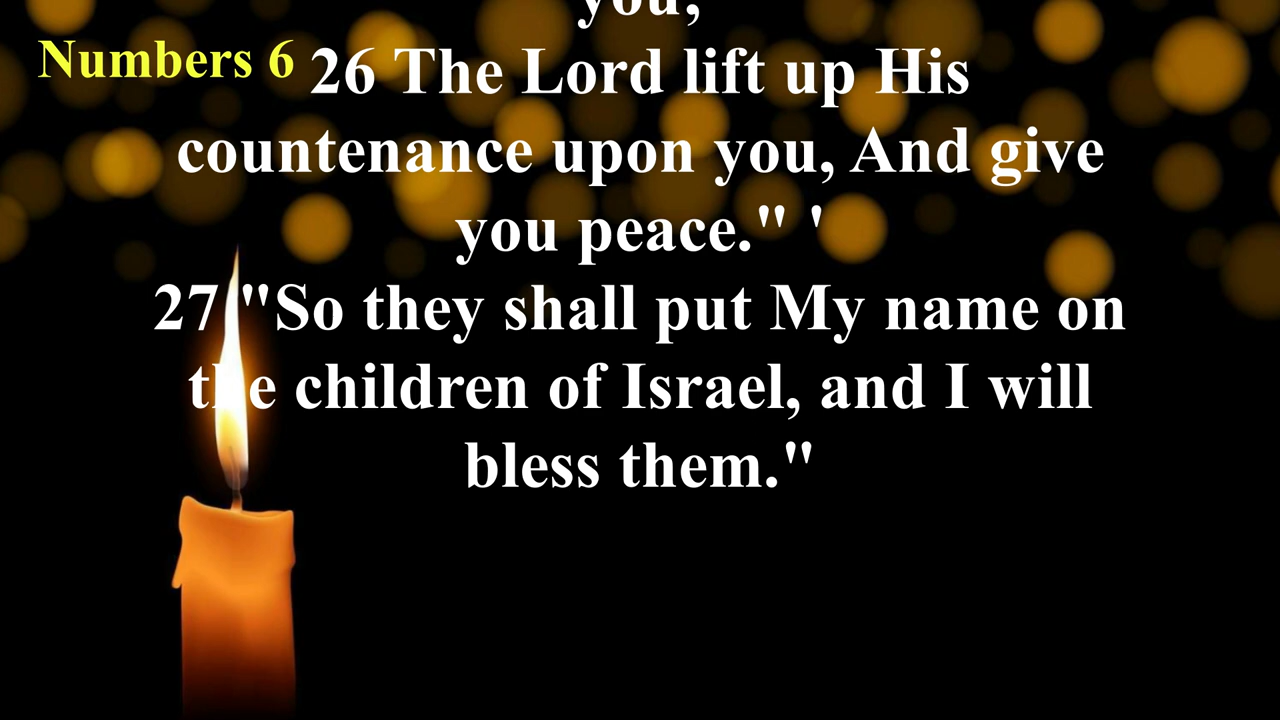 you,
Numbers 6
26 The Lord lift up His
countenance upon you, And give
you peace." '
27 "So they shall put My name on
the children of Israel, and I will
bless them."